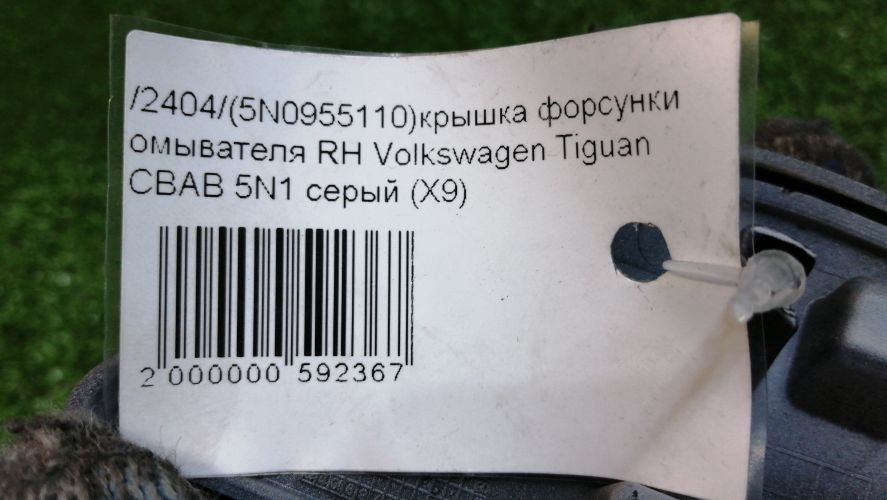 /2404/(5N0955110)крышка форсунки
омывателя RH Volkswagen Tiguan
CBAB 5N1 серый (X9)
2 000000 592367